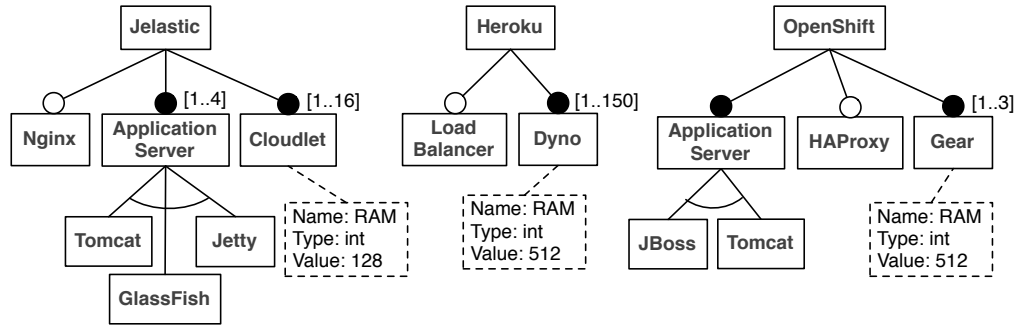 Jelastic
[1..4]
[1..16]
Nginx
Application
Server
Cloudlet
Tomcat
Jetty
GlassFish
Name: RAM
Type: int
Value: 128
Heroku
[1..150]
Load
Balancer
Dyno
Name: RAM
Type: int
Value: 512
OpenShift
[1..3]
Application
Server
HAProxy
Gear
JBoss
Tomcat
Name: RAM
Type: int
Value: 512